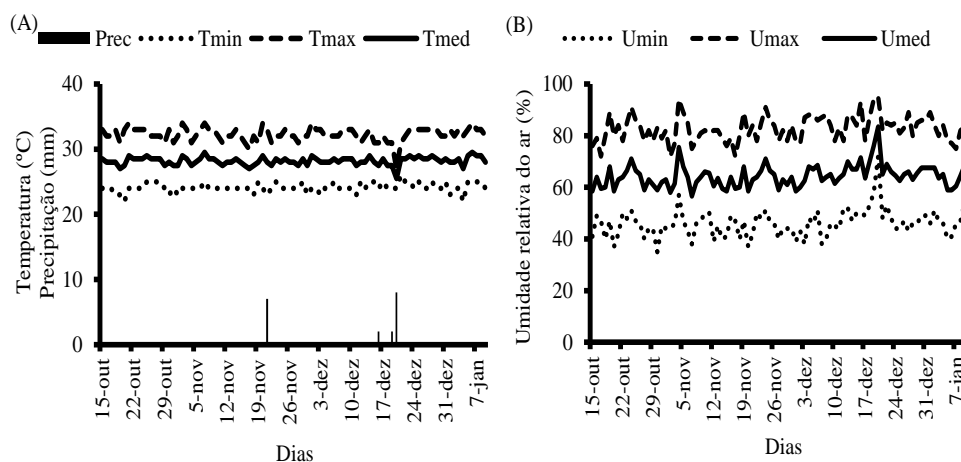 (A)
Prec Tmin Tmax Tmed
Temperatura (ºC)
Precipitação (mm)
40
30
20
10
0
15-out
22-out
29-out
5-nov
12-nov
19-nov
26-nov
3-dez
10-dez
17-dez
24-dez
31-dez
7-jan
Dias
(B)
Umin Umax Umed
Umidade relativa do ar (%)
100
80
60
40
20
0
15-out
22-out
29-out
5-nov
12-nov
19-nov
26-nov
3-dez
10-dez
17-dez
24-dez
31-dez
7-jan
Dias